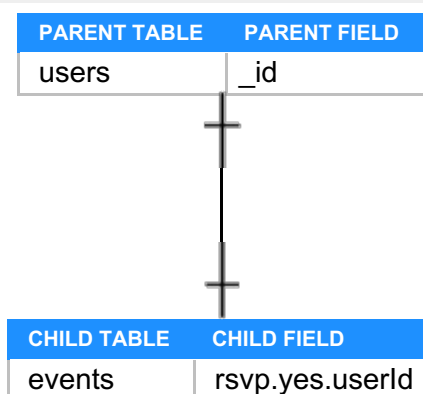 PARENT TABLE PARENT FIELD
users _id
CHILD TABLE CHILD FIELD
events rsvp.yes.userId